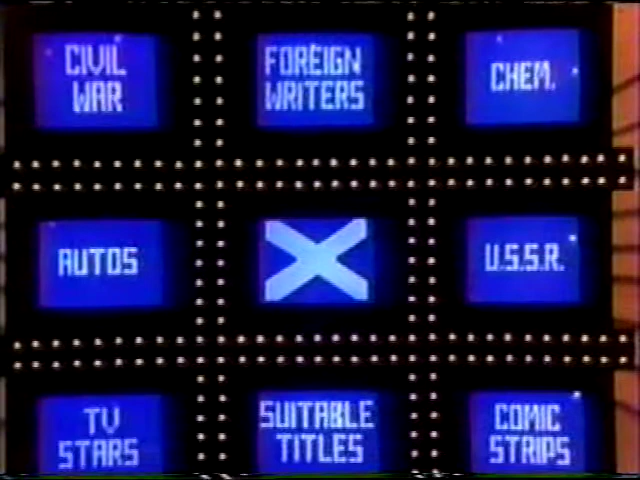 CIVIL
WAR
FOREIGN
WRITERS
CHEM.
AUTOS
X
U.S.S.R.
TV
STARS
SUITABLE
TITLES
COMIC
STRIPS